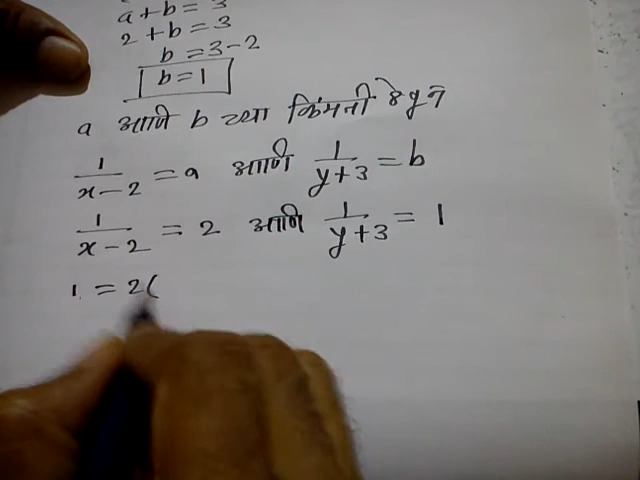 a + b = 3
2 + b = 3
b = 3 - 2
b = 1
a आणि b च्या किंमती ठेवून
1/(x - 2) = a आणि 1/(y + 3) = b
1/(x - 2) = 2 आणि 1/(y + 3) = 1
1 = 2(